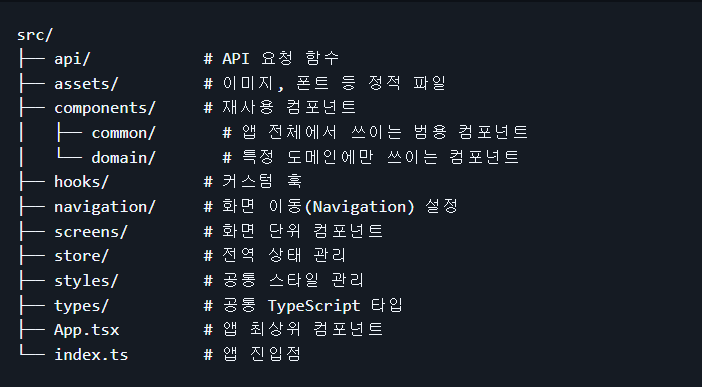 src/
├── api/            # API 요청 함수
├── assets/         # 이미지, 폰트 등 정적 파일
├── components/     # 재사용 컴포넌트
│   ├── common/       # 앱 전체에서 쓰이는 범용 컴포넌트
│   └── domain/       # 특정 도메인에만 쓰이는 컴포넌트
├── hooks/          # 커스텀 훅
├── navigation/     # 화면 이동(Navigation) 설정
├── screens/        # 화면 단위 컴포넌트
├── store/          # 전역 상태 관리
├── styles/         # 공통 스타일 관리
├── types/          # 공통 TypeScript 타입
├── App.tsx         # 앱 최상위 컴포넌트
└── index.ts        # 앱 진입점